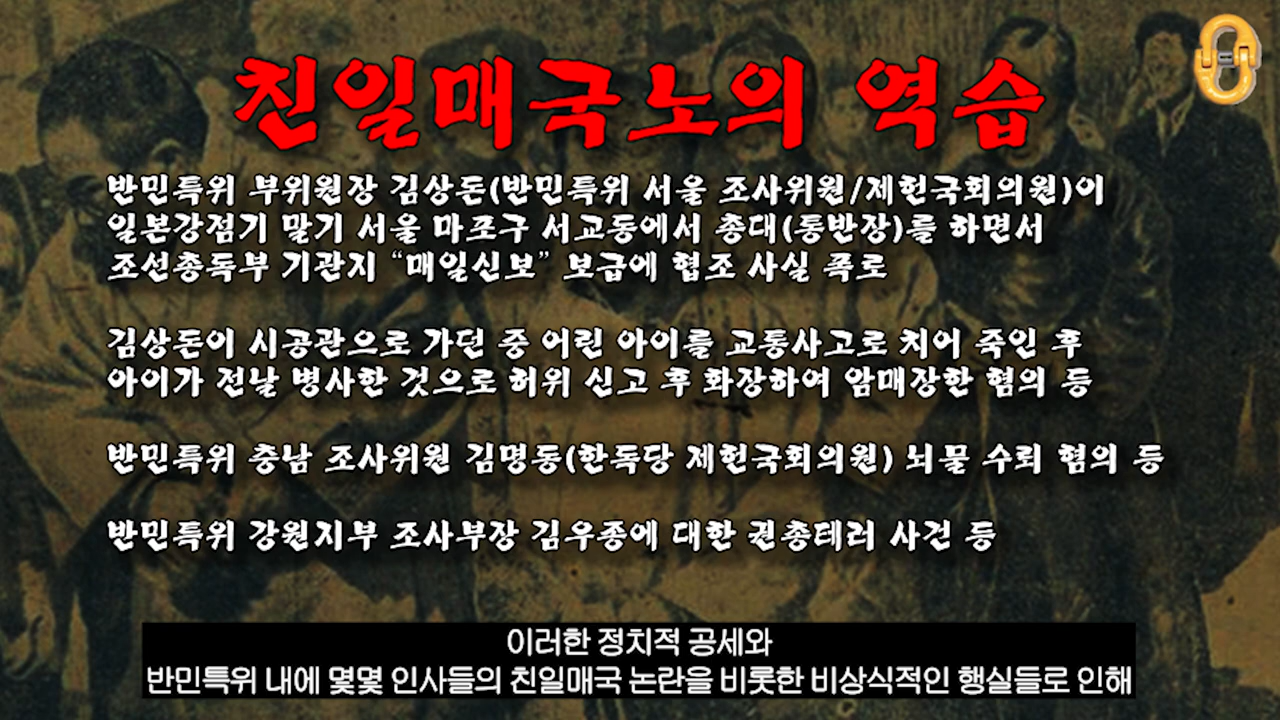 친일매국노의 역습
반민특위 부위원장 김상돈(반민특위 서울 조사위원/제헌국회의원)이
일본강점기 말기 서울 마포구 서교동에서 총대(통반장)를 하면서
조선총독부 기관지 “매일신보” 보급에 협조 사실 폭로
김상돈이 시공관으로 가던 중 어린 아이를 교통사고로 치어 죽인 후
아이가 전날 병사한 것으로 허위 신고 후 화장하여 암매장한 혐의 등
반민특위 충남 조사위원 김명동(한독당 제헌국회의원) 뇌물 수뢰 혐의 등
반민특위 강원지부 조사부장 김우종에 대한 권총테러 사건 등
이러한 정치적 공세와
반민특위 내에 몇몇 인사들의 친일매국 논란을 비롯한 비상식적인 행실들로 인해